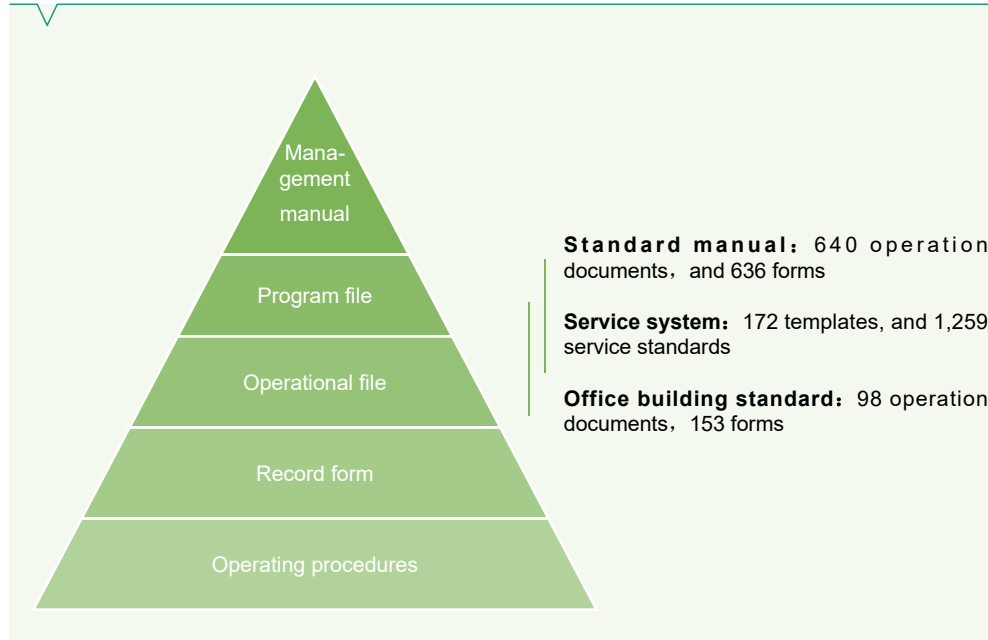 Mana-
gement
manual
Program file
Operational file
Record form
Operating procedures
Standard manual：640 operation
documents，and 636 forms
Service system：172 templates, and 1,259
service standards
Office building standard：98 operation
documents，153 forms